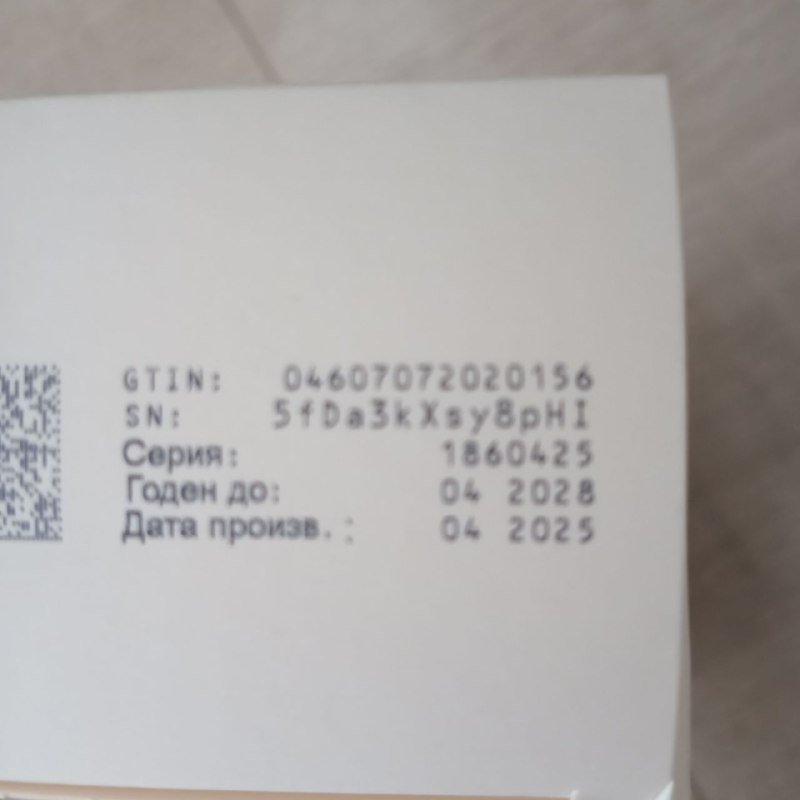 GTIN: 04607072020156
SN: 5fDa3kXsy8pHI
Серия: 1860425
Годен до: 04 2028
Дата произв. : 04 2025